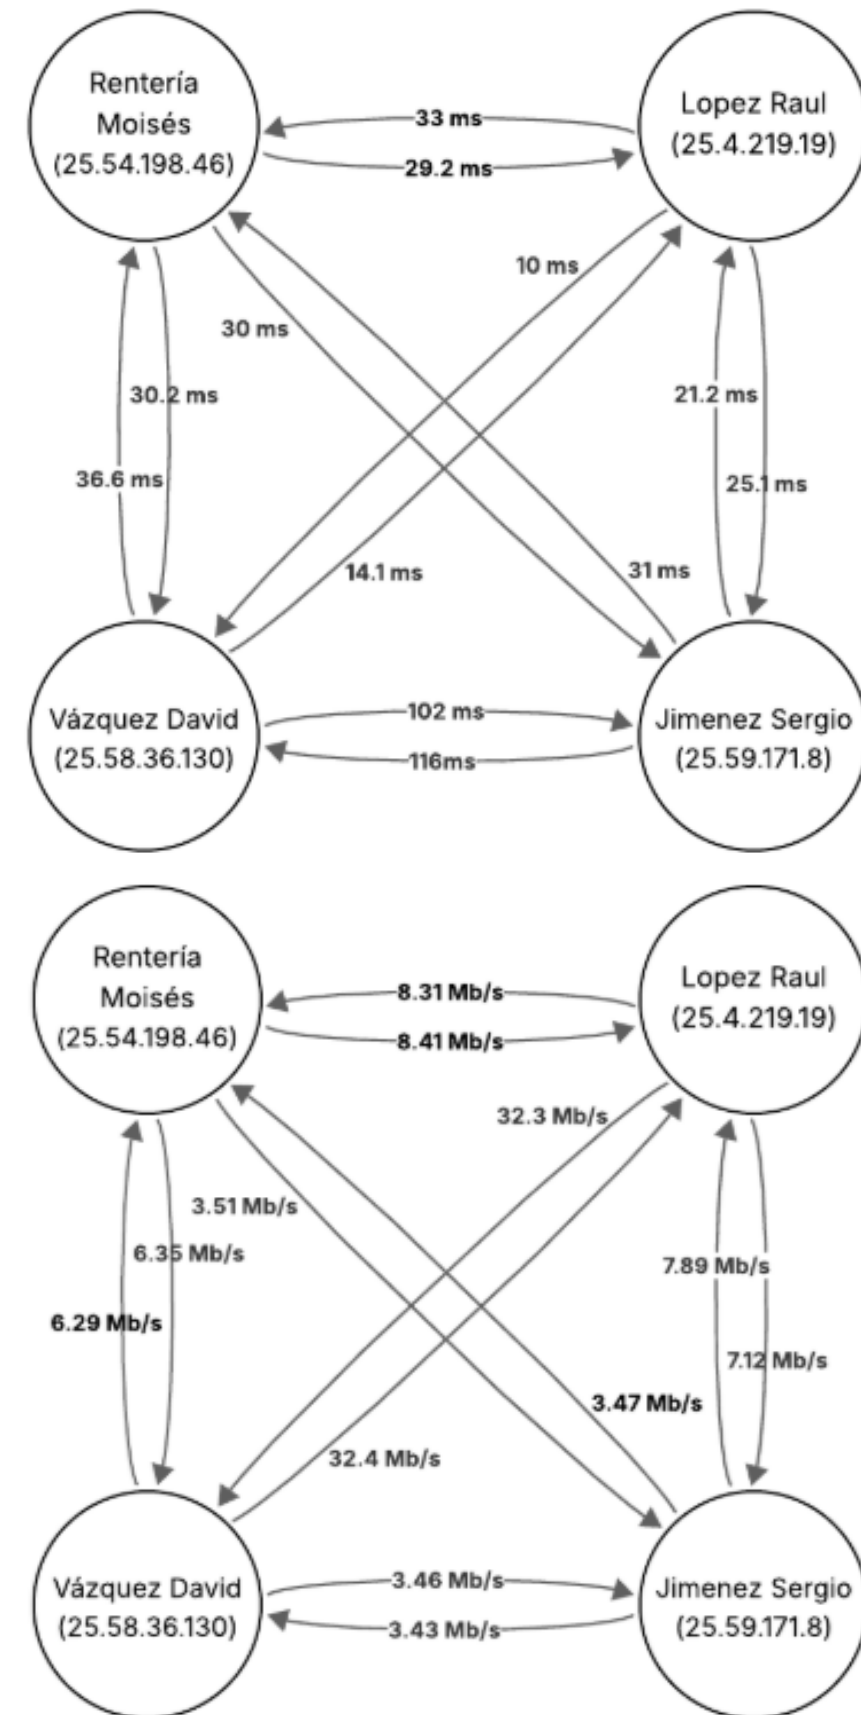 Rentería
Moisés
(25.54.198.46)
Lopez Raul
(25.4.219.19)
33 ms
29.2 ms
10 ms
30 ms
30.2 ms
21.2 ms
36.6 ms
25.1 ms
14.1 ms
31 ms
Vázquez David
(25.58.36.130)
102 ms
116ms
Jimenez Sergio
(25.59.171.8)
Rentería
Moisés
(25.54.198.46)
Lopez Raul
(25.4.219.19)
8.31 Mb/s
8.41 Mb/s
32.3 Mb/s
3.51 Mb/s
6.35 Mb/s
7.89 Mb/s
6.29 Mb/s
7.12 Mb/s
3.47 Mb/s
32.4 Mb/s
Vázquez David
(25.58.36.130)
3.46 Mb/s
3.43 Mb/s
Jimenez Sergio
(25.59.171.8)